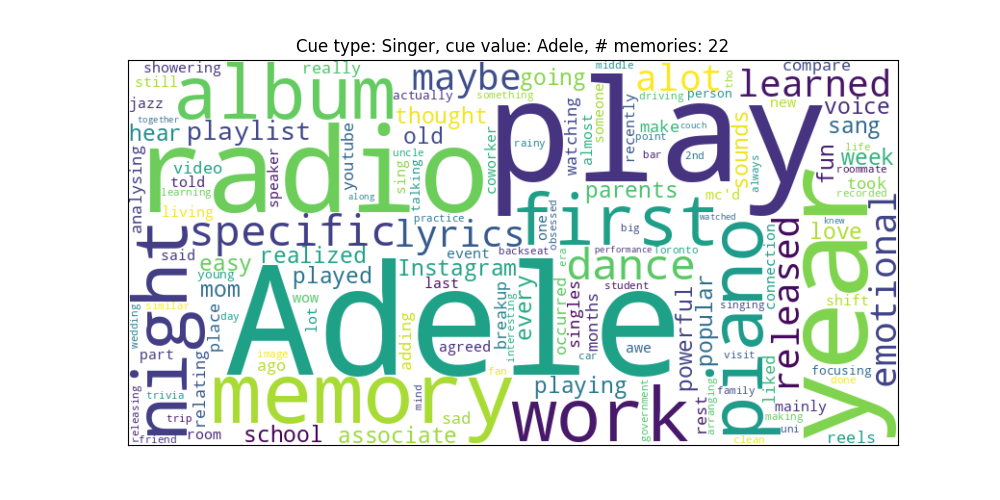 Cue type: Singer, cue value: Adele, # memories: 22
showering
really
middle
compare
still
album
maybe
going
something
alot
tho
driving
person
learned
new
voice
jazz
actually
together
hear
playlist
youtube
thought
old
coworker
play
rainy
watching
almost
someone
recently
make
point
couch
bar
2nd
sounds
always
sang
fun
life
week
roommate
analysing
radio
video
told
learning
speaker
uncle
sing
talking
along
parents
mc'd
took
recorded
living
practice
said
night
specific
lyrics
first
one
obsessed
big
watched
knew
love
year
easy
realized
event
backseat
era
performance
Toronto
dance
piano
connection
released
emotional
young
mom
played
Instagram
last
wow
lot
day
place
similar
wedding
part
Adele
image
ago
adding
agreed
breakup
interesting
every
occurred
singles
months
student
car
awe
powerful
popular
singing
shift
visit
focusing
done
fan
mind
trivia
relating
memory
playing
work
government
rest
arranging
family
liked
making
mainly
uni
clean
releasing
trip
friend
room
school
associate
sad
reels